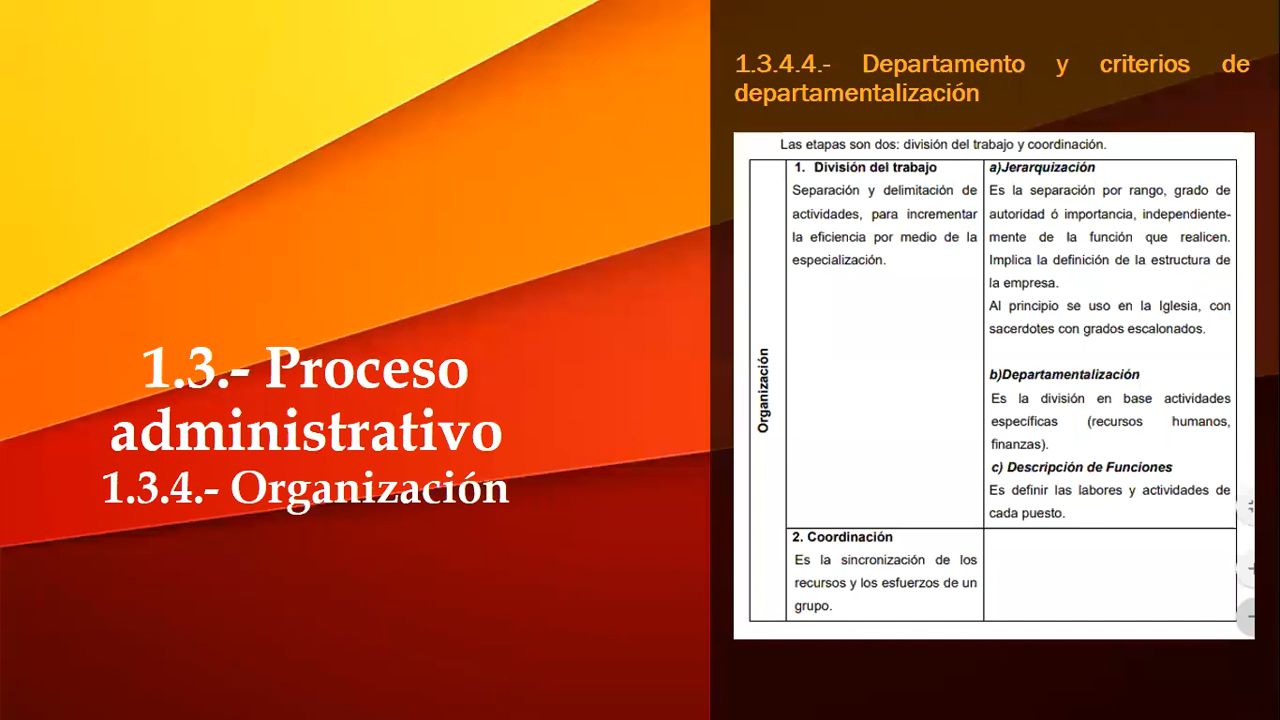 1.3.- Proceso
administrativo
1.3.4.- Organización
1.3.4.4.- Departamento y criterios de
departamentalización
Las etapas son dos: división del trabajo y coordinación.
Organización
1. División del trabajo
Separación y delimitación de
actividades, para incrementar
la eficiencia por medio de la
especialización.
a)Jerarquización
Es la separación por rango, grado de
autoridad ó importancia, independiente-
mente de la función que realicen.
Implica la definición de la estructura de
la empresa.
Al principio se uso en la Iglesia, con
sacerdotes con grados escalonados.
b)Departamentalización
Es la división en base actividades
específicas (recursos humanos,
finanzas).
c) Descripción de Funciones
Es definir las labores y actividades de
cada puesto.
2. Coordinación
Es la sincronización de los
recursos y los esfuerzos de un
grupo.